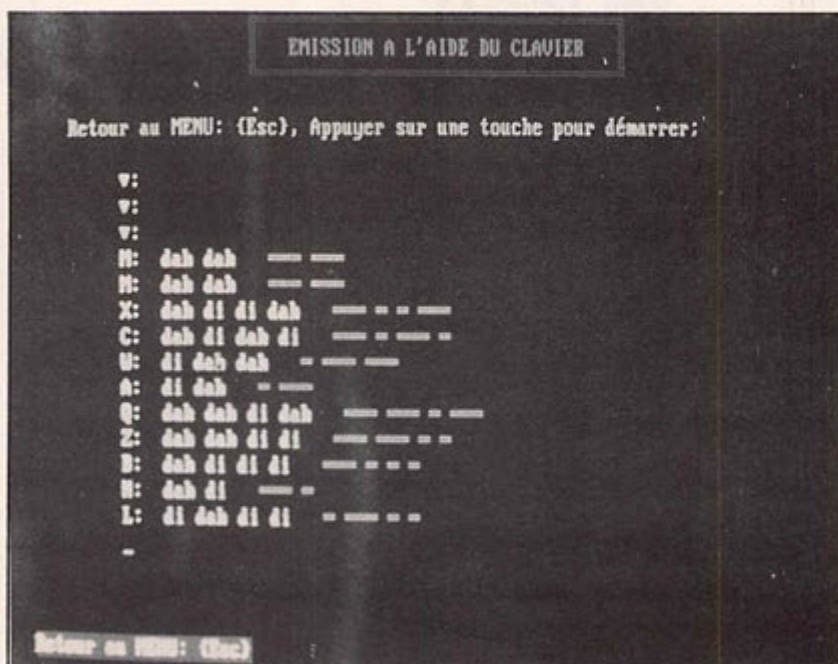 EMISSION A L'AIDE DU CLAVIER
Retour au MENU: {Esc}, Appuyer sur une touche pour démarrer;
▼:
▼:
▼:
M: dah dah — —
M: dah dah — —
X: dah di di dah — - - —
C: dah di dah di — - — -
W: di dah dah - — —
A: di dah - —
Q: dah dah di dah — — - —
Z: dah dah di di — — - -
B: dah di di di — - - -
N: dah di — -
L: di dah di di - — - -
-
Retour au MENU: {Esc}